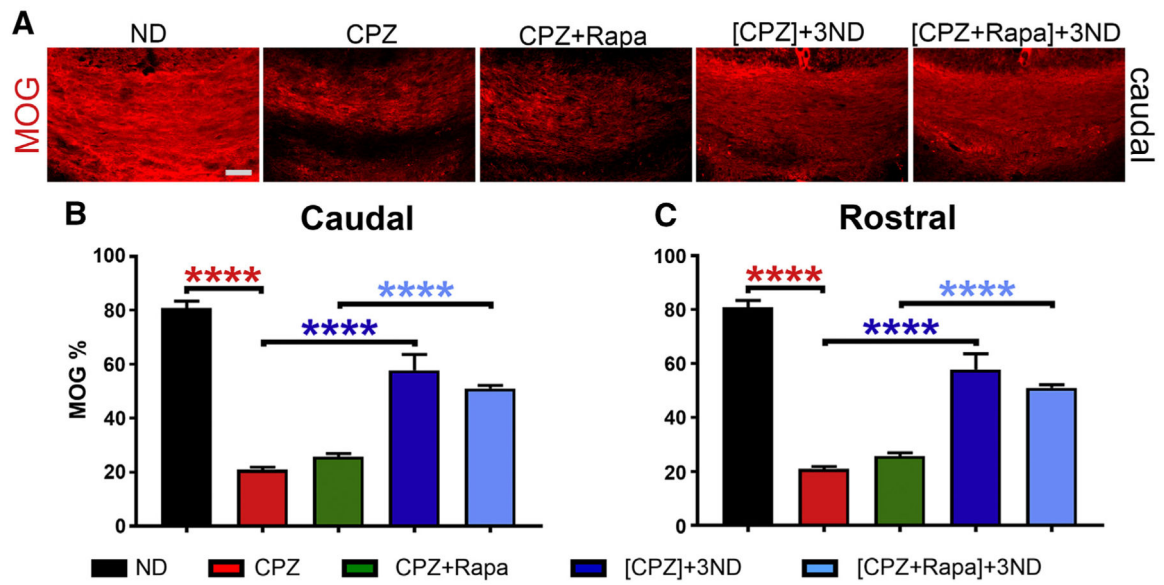 A
ND CPZ CPZ+Rapa [CPZ]+3ND [CPZ+Rapa]+3ND
MOG
caudal
B Caudal
100
80
60
40
20
0
MOG %
****
****
****
C Rostral
100
80
60
40
20
0
****
****
****
ND CPZ CPZ+Rapa [CPZ]+3ND [CPZ+Rapa]+3ND